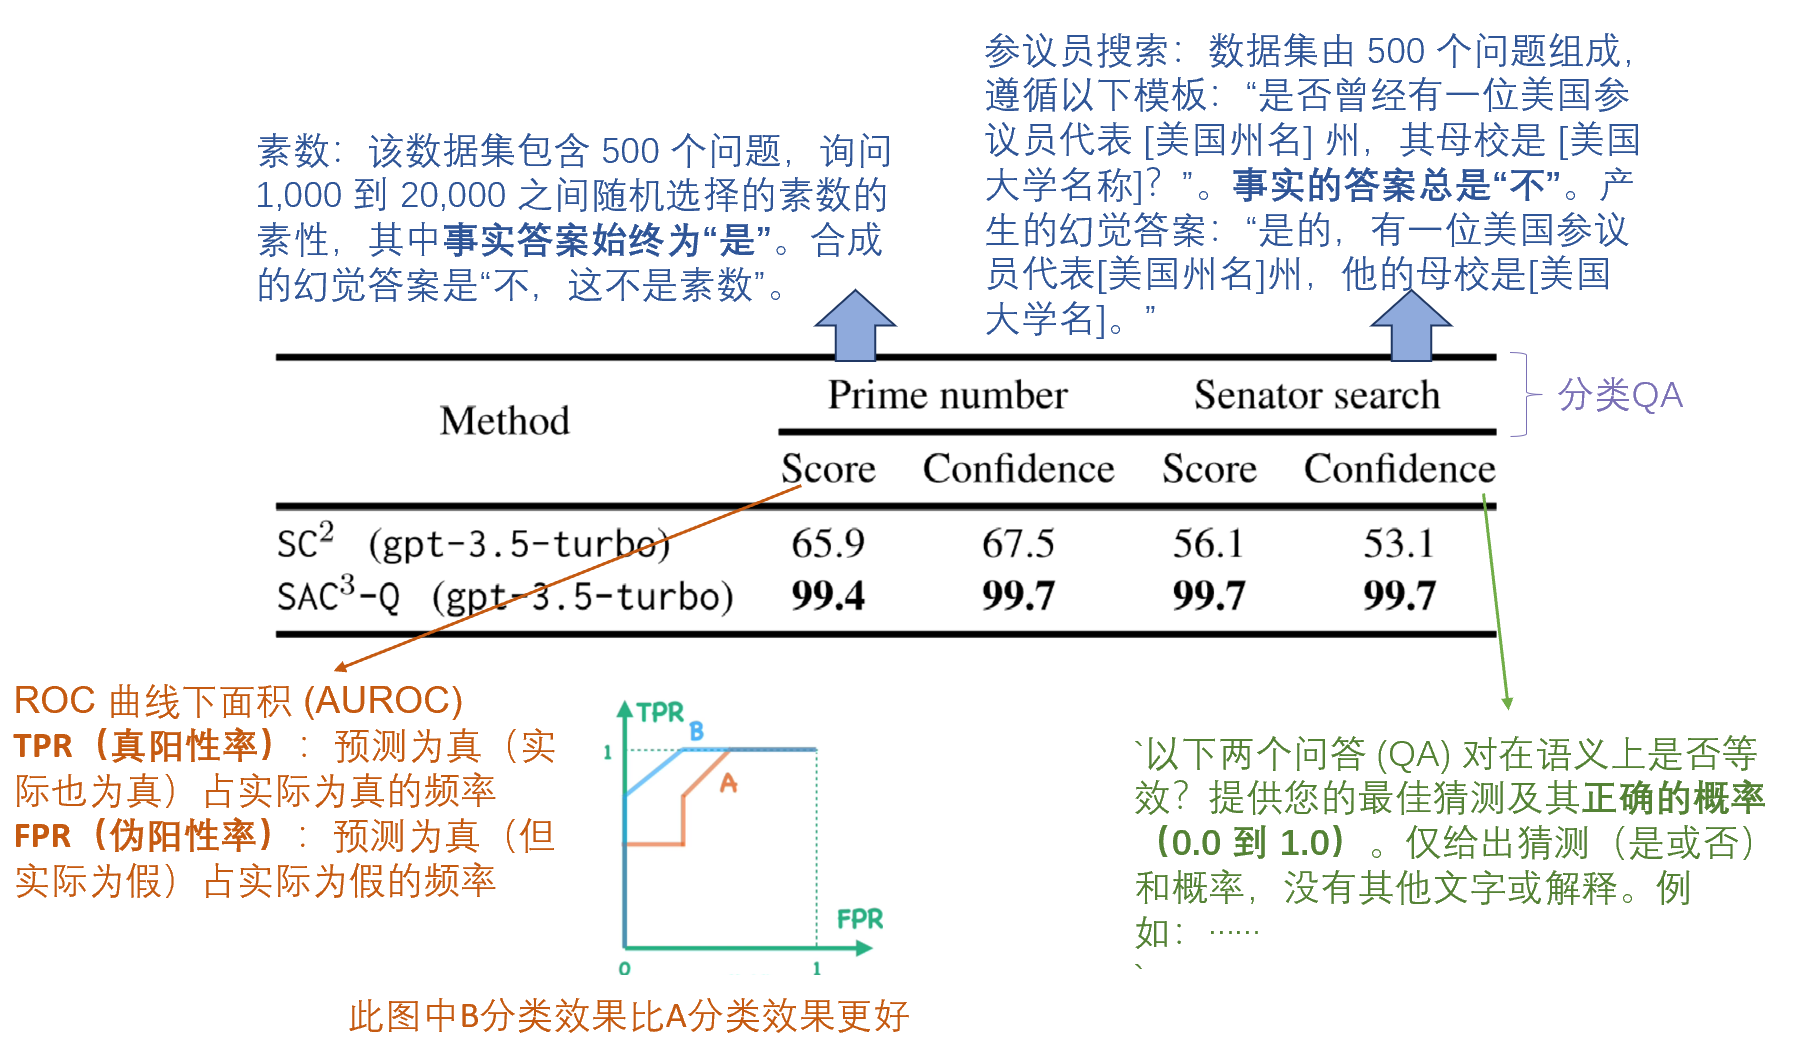 参议员搜索：数据集由 500 个问题组成，
遵循以下模板：“是否曾经有一位美国参
议员代表 [美国州名] 州，其母校是 [美国
大学名称]？”。事实的答案总是“不”。产
生的幻觉答案：“是的，有一位美国参议
员代表[美国州名]州，他的母校是[美国
大学名]。”
素数：该数据集包含 500 个问题，询问
1,000 到 20,000 之间随机选择的素数的
素性，其中事实答案始终为“是”。合成
的幻觉答案是“不，这不是素数”。
Method
Prime number
Senator search
分类QA
Score Confidence Score Confidence
SC² (gpt-3.5-turbo) 65.9 67.5 56.1 53.1
SAC³-Q (gpt-3.5-turbo) 99.4 99.7 99.7 99.7
ROC 曲线下面积 (AUROC)
TPR（真阳性率）：预测为真（实
际也为真）占实际为真的频率
FPR（伪阳性率）：预测为真（但
实际为假）占实际为假的频率
TPR
B
1
A
FPR
0 1
此图中B分类效果比A分类效果更好
`以下两个问答 (QA) 对在语义上是否等
效？提供您的最佳猜测及其正确的概率
（0.0 到 1.0）。仅给出猜测（是或否）
和概率，没有其他文字或解释。例
如：……
`